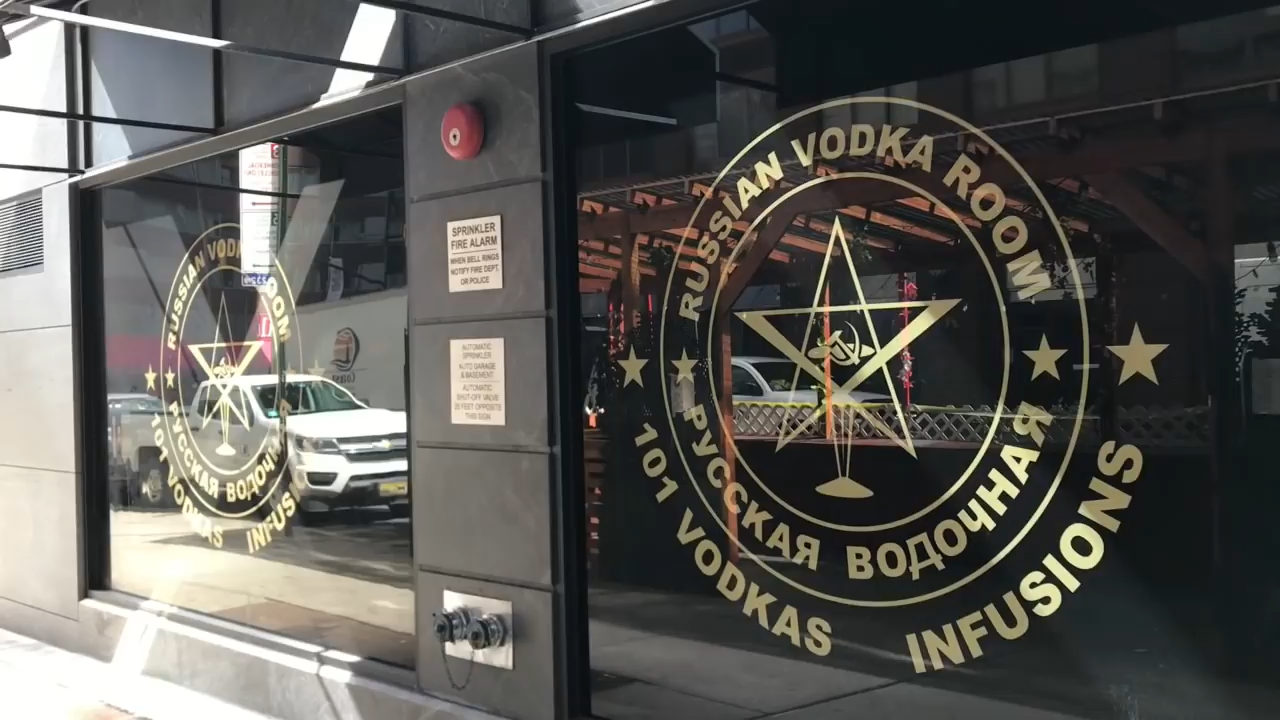 RUSSIAN VODKA ROOM
РУССКАЯ ВОДОЧНАЯ
101 VODKAS INFUSIONS
SPRINKLER
FIRE ALARM
WHEN BELL RINGS
NOTIFY FIRE DEPT.
OR POLICE
AUTOMATIC
SPRINKLER
AUTO GARAGE
& BASEMENT
AUTOMATIC
SHUT-OFF VALVE
25 FEET OPPOSITE
THIS SIGN
RUSSIAN VODKA ROOM
РУССКАЯ ВОДОЧНАЯ
101 VODKAS INFUSIONS